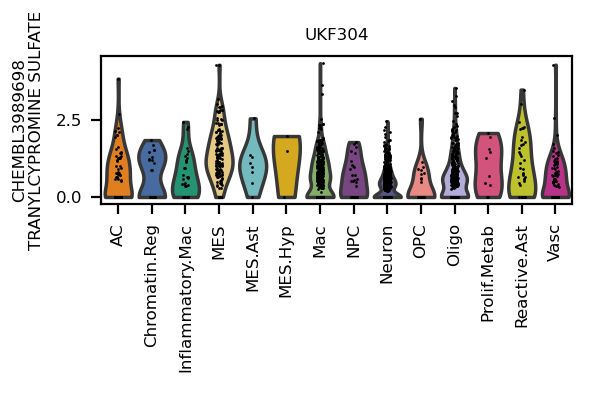 UKF304
CHEMBL3989698
TRANYLCYPROMINE SULFATE
2.5
0.0
AC
Chromatin.Reg
Inflammatory.Mac
MES
MES.Ast
MES.Hyp
Mac
NPC
Neuron
OPC
Oligo
Prolif.Metab
Reactive.Ast
Vasc